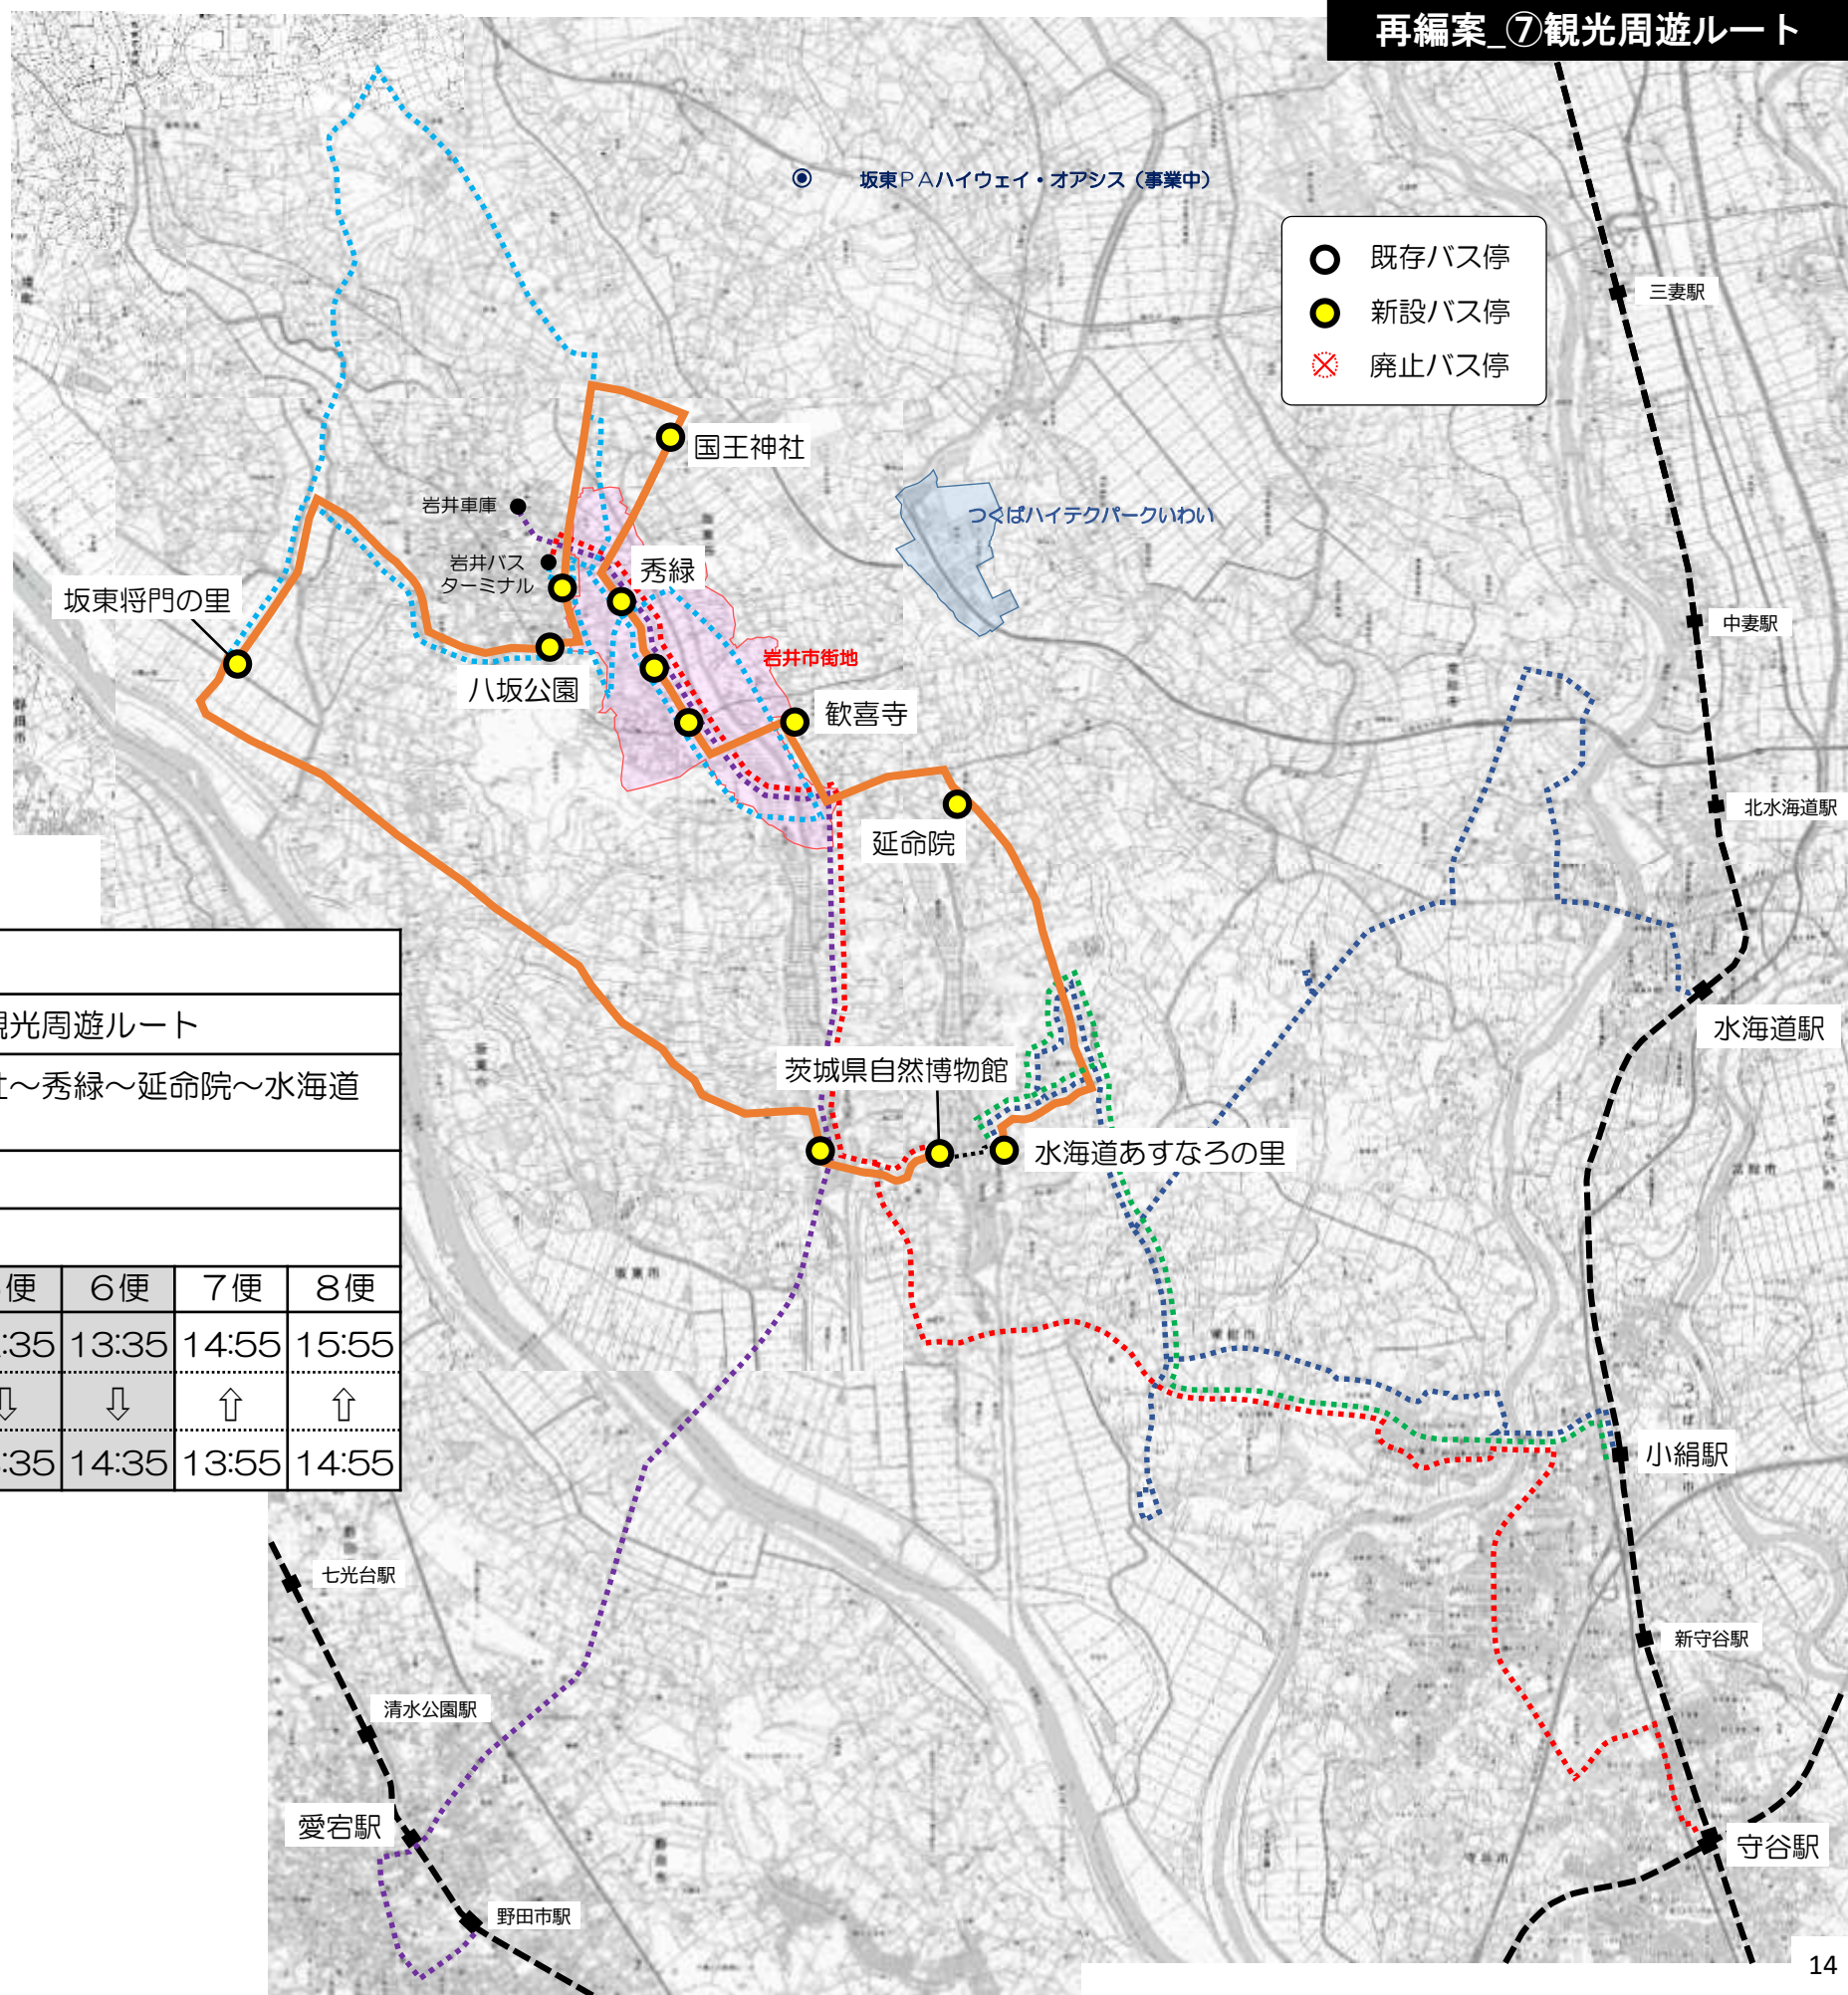 再編案_⑦観光周遊ルート
坂東PAハイウェイ・オアシス（事業中）
既存バス停
新設バス停
廃止バス停
三妻駅
国王神社
岩井車庫
つくばハイテクパークいわい
岩井バス
ターミナル
秀緑
坂東将門の里
中妻駅
岩井市街地
八坂公園
歓喜寺
北水海道駅
延命院
水海道駅
観光周遊ルート
社～秀緑～延命院～水海道
茨城県自然博物館
水海道あすなろの里
便 6便 7便 8便
:35 13:35 14:55 15:55
⇩ ⇩ ⇧ ⇧
:35 14:35 13:55 14:55
坂東市
小絹駅
七光台駅
新守谷駅
清水公園駅
愛宕駅
守谷駅
野田市駅
14